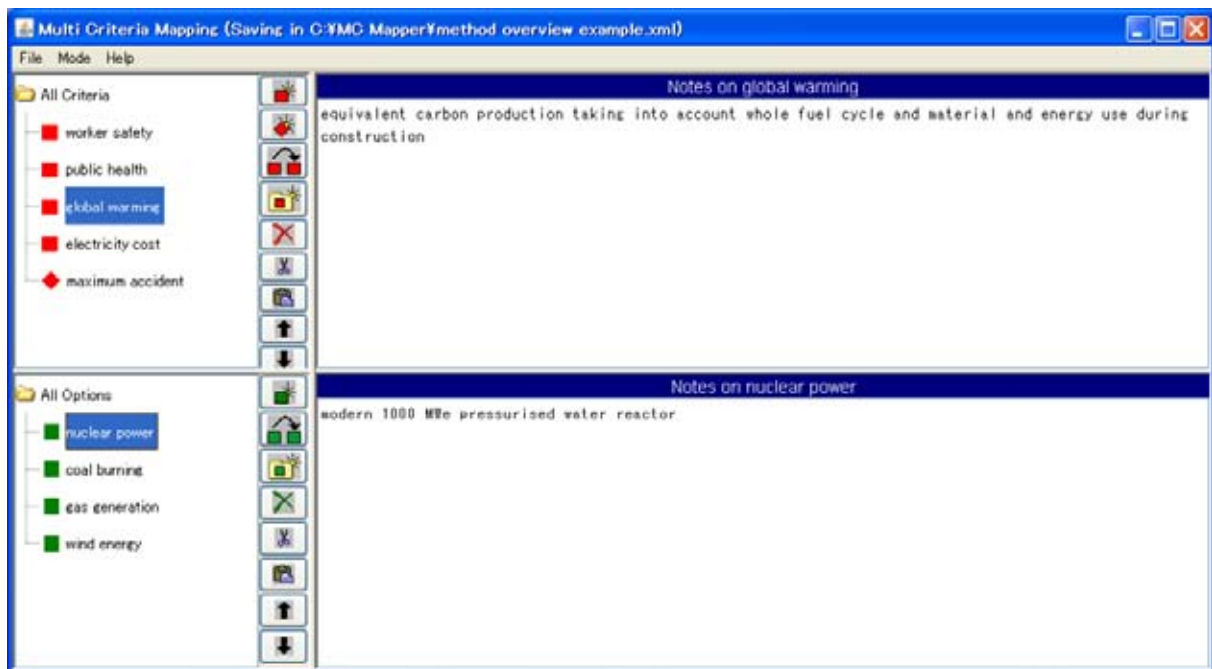 Multi Criteria Mapping (Saving in C:¥MC Mapper¥method overview example.xml)
File Mode Help
All Criteria
worker safety
public health
global warming
electricity cost
maximum accident
Notes on global warming
equivalent carbon production taking into account whole fuel cycle and material and energy use during
construction
All Options
nuclear power
coal burning
gas generation
wind energy
Notes on nuclear power
modern 1000 MWe pressurised water reactor